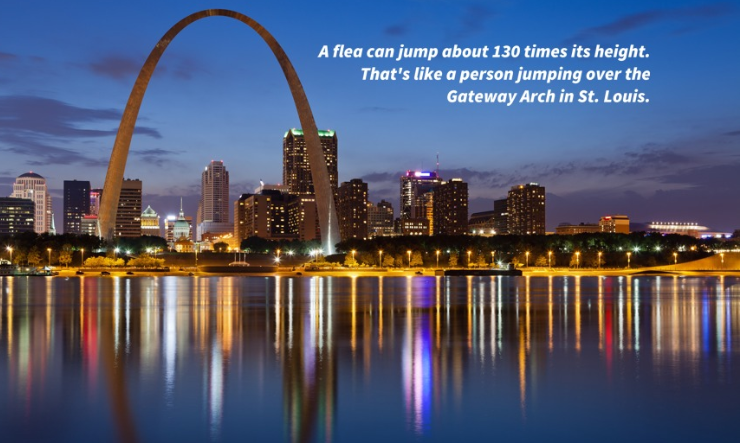 A flea can jump about 130 times its height.
That's like a person jumping over the
Gateway Arch in St. Louis.